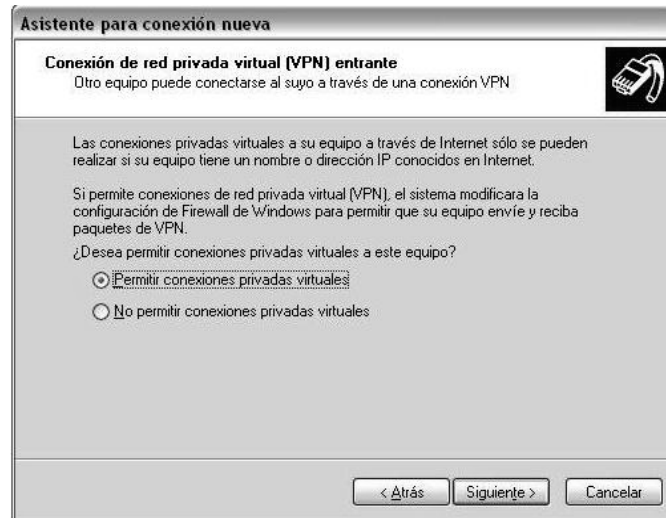 Asistente para conexión nueva
Conexión de red privada virtual (VPN) entrante
Otro equipo puede conectarse al suyo a través de una conexión VPN
Las conexiones privadas virtuales a su equipo a través de Internet sólo se pueden
realizar si su equipo tiene un nombre o dirección IP conocidos en Internet.
Si permite conexiones de red privada virtual (VPN), el sistema modificara la
configuración de Firewall de Windows para permitir que su equipo envíe y reciba
paquetes de VPN.
¿Desea permitir conexiones privadas virtuales a este equipo?
Permitir conexiones privadas virtuales
No permitir conexiones privadas virtuales
< Atrás Siguiente > Cancelar